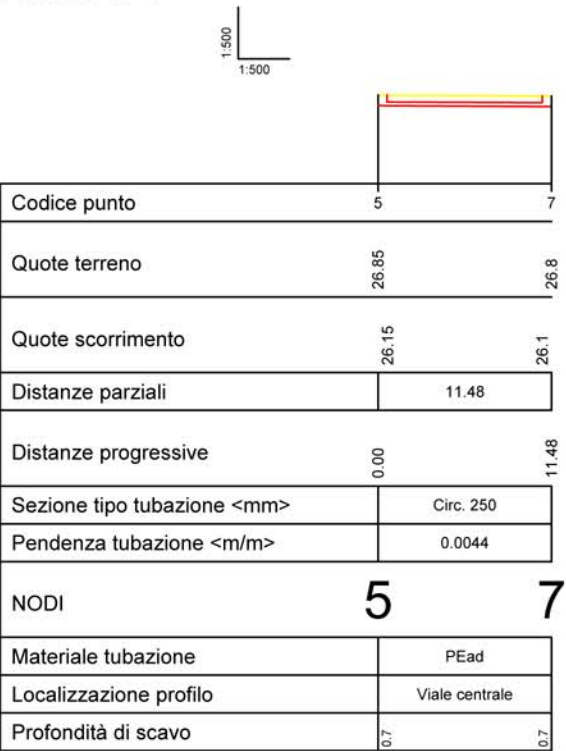 1:500
1:500
Codice punto 5 7
Quote terreno 26.85 26.8
Quote scorrimento 26.15 26.1
Distanze parziali 11.48
Distanze progressive 0.00 11.48
Sezione tipo tubazione <mm> Circ. 250
Pendenza tubazione <m/m> 0.0044
NODI 5 7
Materiale tubazione PEad
Localizzazione profilo Viale centrale
Profondità di scavo 0.7 0.7